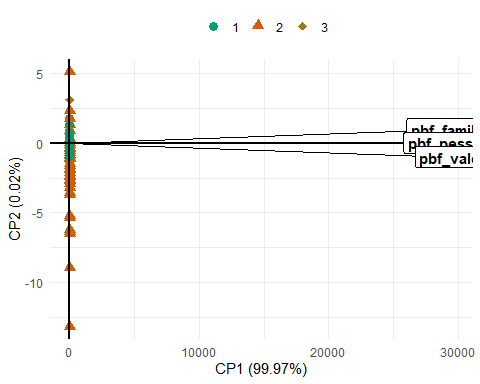 1 2 3
5
0
-5
-10
CP2 (0.02%)
pbf_famil
pbf_pess
pbf_valo
0 10000 20000 30000
CP1 (99.97%)